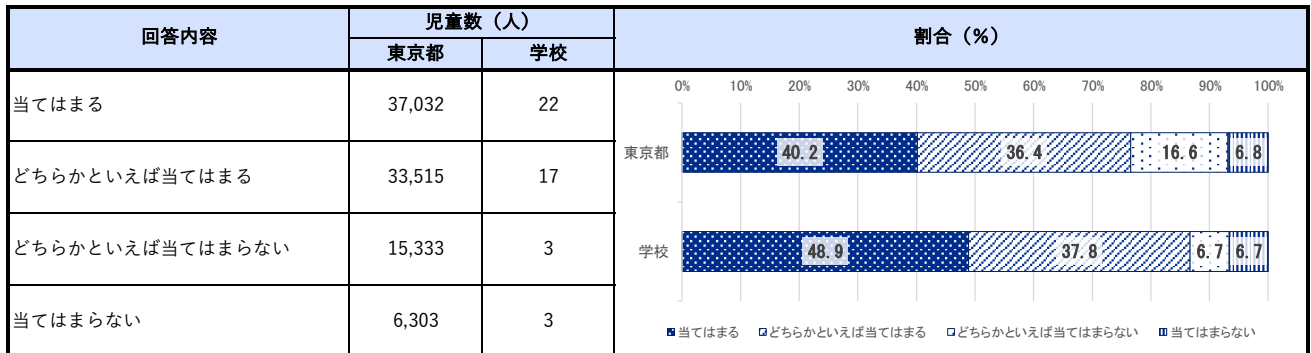 回答内容 児童数（人） 割合（%）
東京都 学校
当てはまる 37,032 22
どちらかといえば当てはまる 33,515 17
どちらかといえば当てはまらない 15,333 3
当てはまらない 6,303 3
0% 10% 20% 30% 40% 50% 60% 70% 80% 90% 100%
東京都 40.2 36.4 16.6 6.8
学校 48.9 37.8 6.7 6.7
当てはまる どちらかといえば当てはまる どちらかといえば当てはまらない 当てはまらない